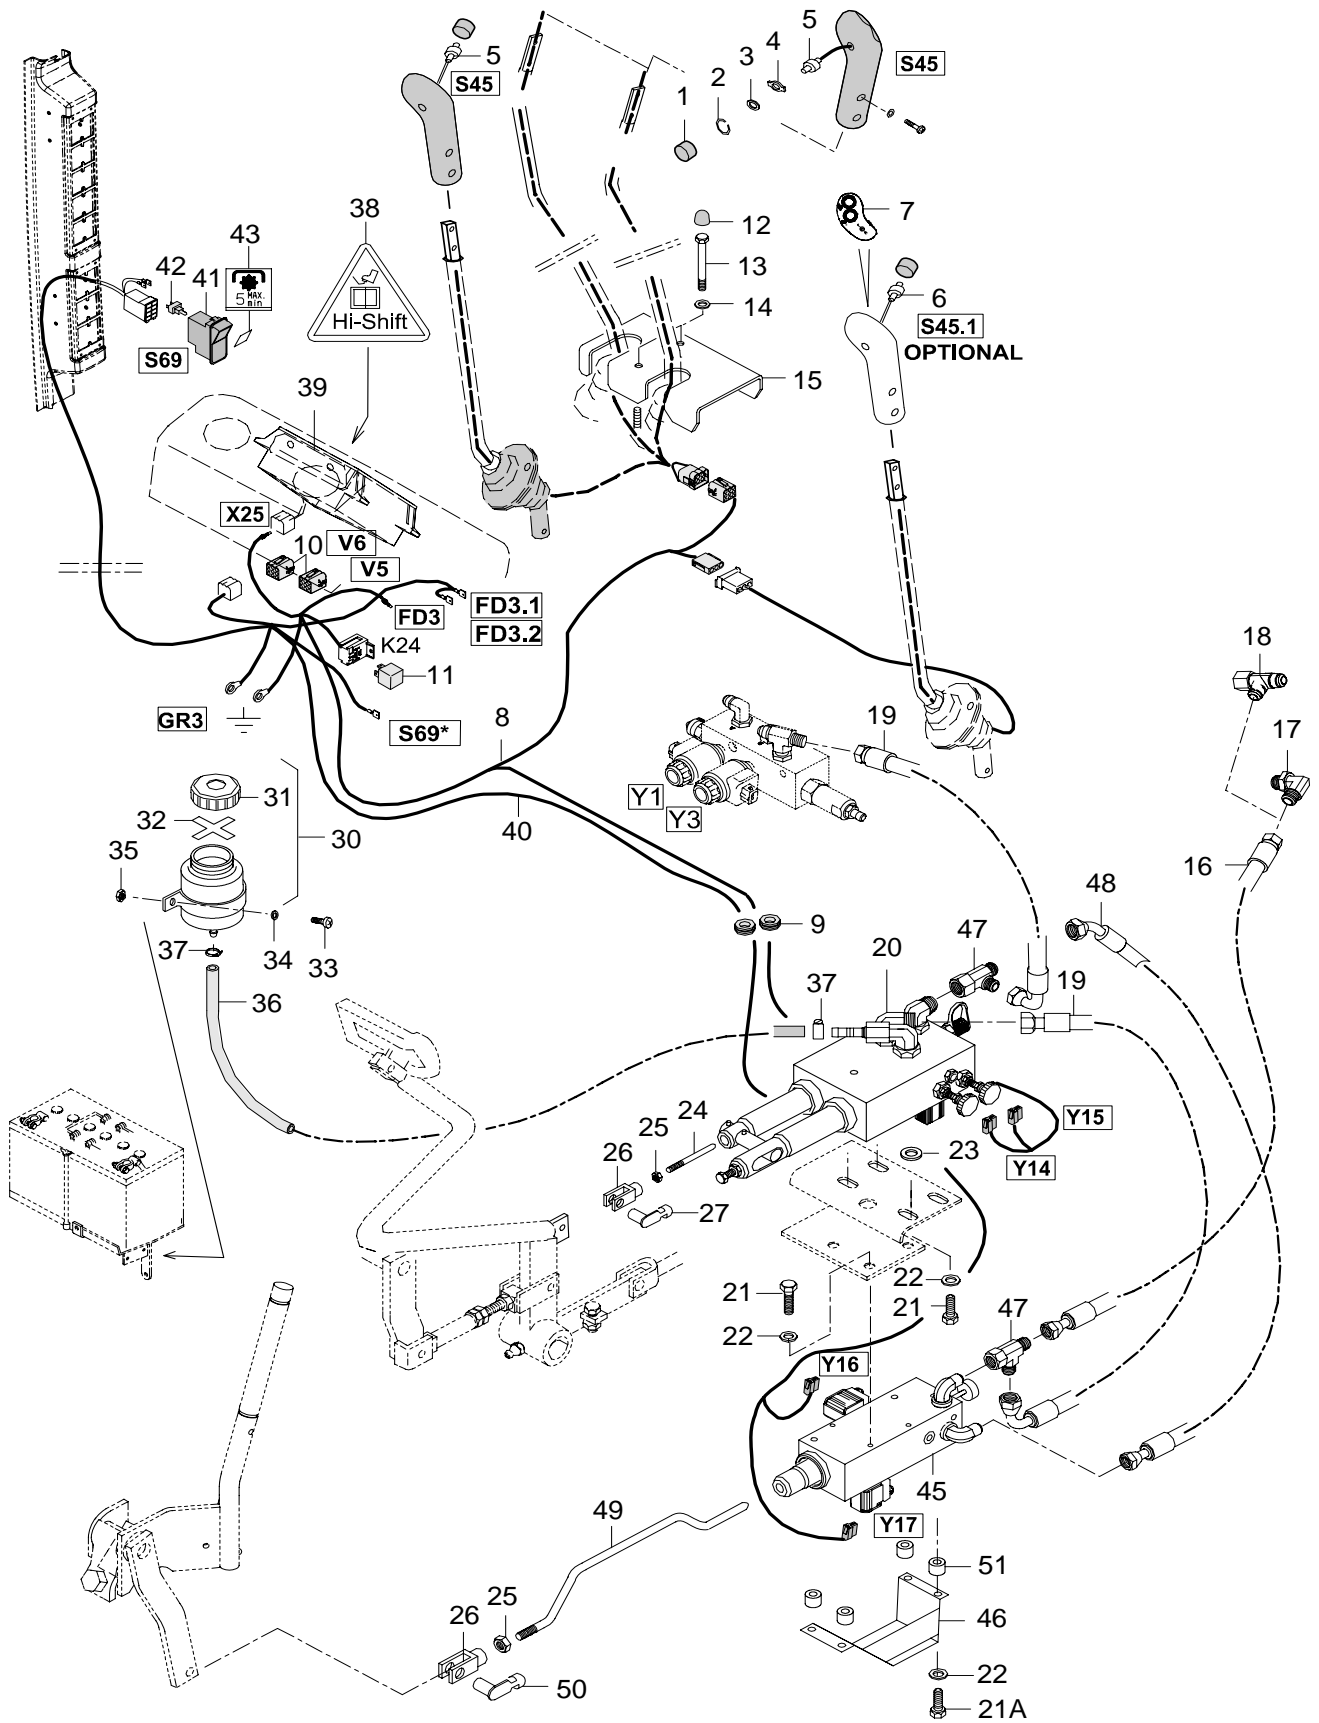 5
S45
1
2
3
4
5
S45
7
12
13
14
15
6
S45.1
OPTIONAL
38
43
42
41
5 MAX.
min
S69
Hi-Shift
39
X25
10
V6
V5
FD3
FD3.1
FD3.2
K24
11
GR3
S69*
8
40
19
Y1
Y3
18
17
16
48
31
32
30
35
37
34
33
36
9
20
37
47
19
24
25
26
27
23
Y15
Y14
21
22
22
21
47
Y16
45
Y17
49
51
46
25
26
50
22
21A